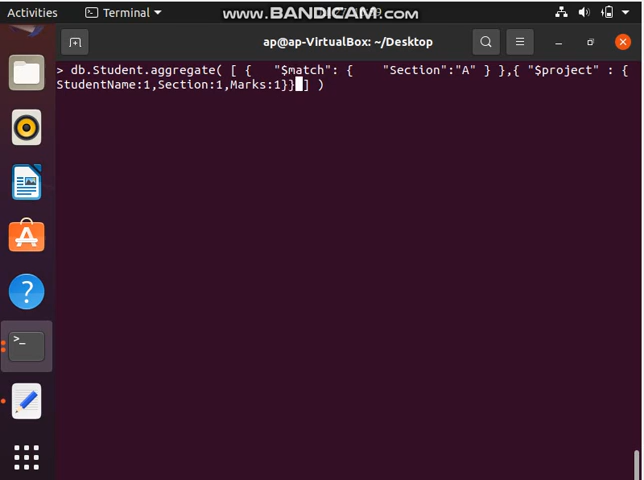 Activities
Terminal
www.BANDICAM.com
ap@ap-VirtualBox: ~/Desktop
> db.Student.aggregate( [ {   "$match": {    "Section":"A" } },{ "$project" : {
StudentName:1,Section:1,Marks:1}}] )